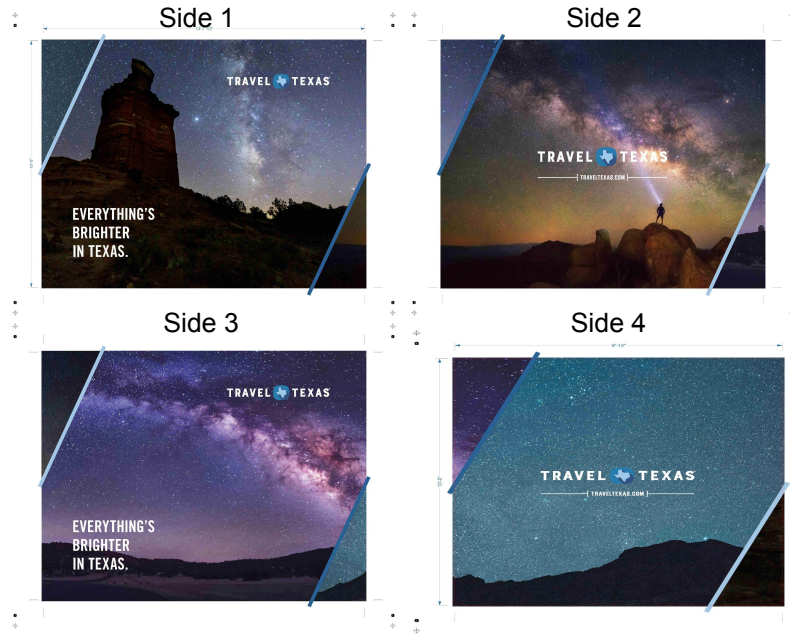 Side 1
TRAVEL TEXAS
EVERYTHING'S
BRIGHTER
IN TEXAS.
Side 2
TRAVEL TEXAS
TRAVELTEXAS.COM
Side 3
TRAVEL TEXAS
EVERYTHING'S
BRIGHTER
IN TEXAS.
Side 4
TRAVEL TEXAS
TRAVELTEXAS.COM